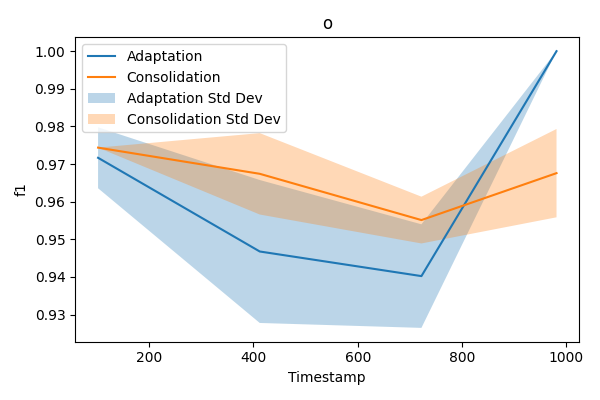 o
1.00
0.99
0.98
0.97
0.96
0.95
0.94
0.93
f1
Adaptation
Consolidation
Adaptation Std Dev
Consolidation Std Dev
200 400 600 800 1000
Timestamp